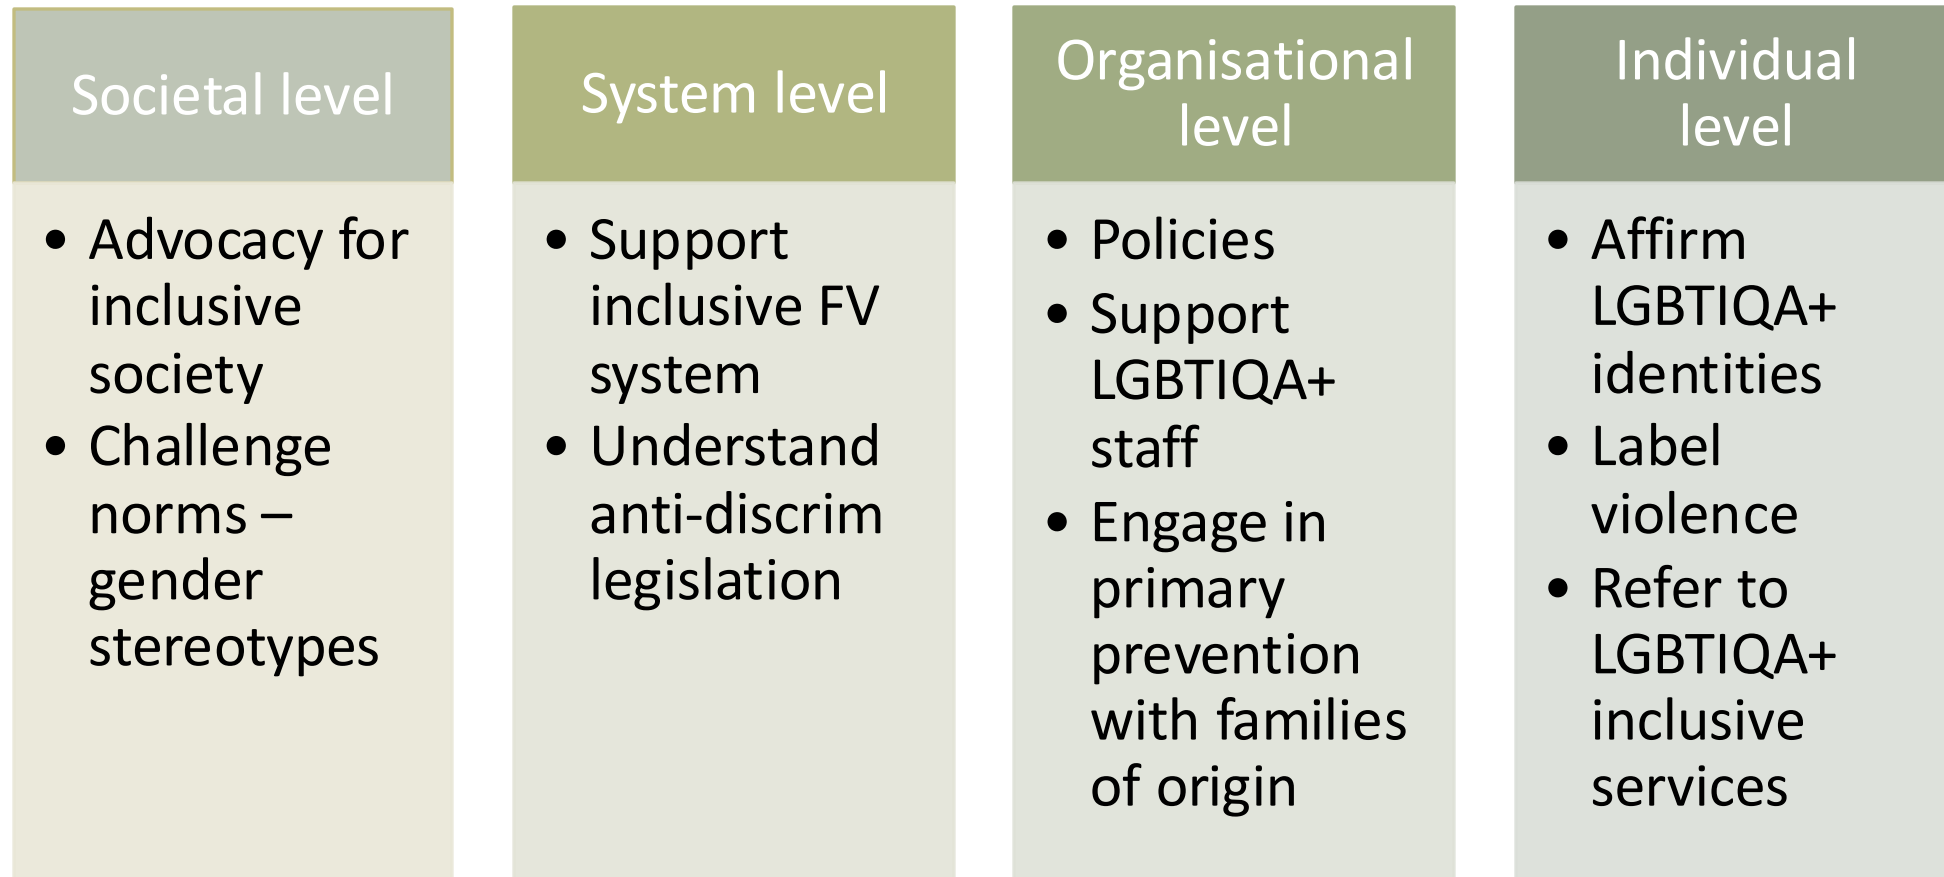 Societal level
• Advocacy for
inclusive
society
• Challenge
norms –
gender
stereotypes
System level
• Support
inclusive FV
system
• Understand
anti-discrim
legislation
Organisational
level
• Policies
• Support
LGBTIQA+
staff
• Engage in
primary
prevention
with families
of origin
Individual
level
• Affirm
LGBTIQA+
identities
• Label
violence
• Refer to
LGBTIQA+
inclusive
services